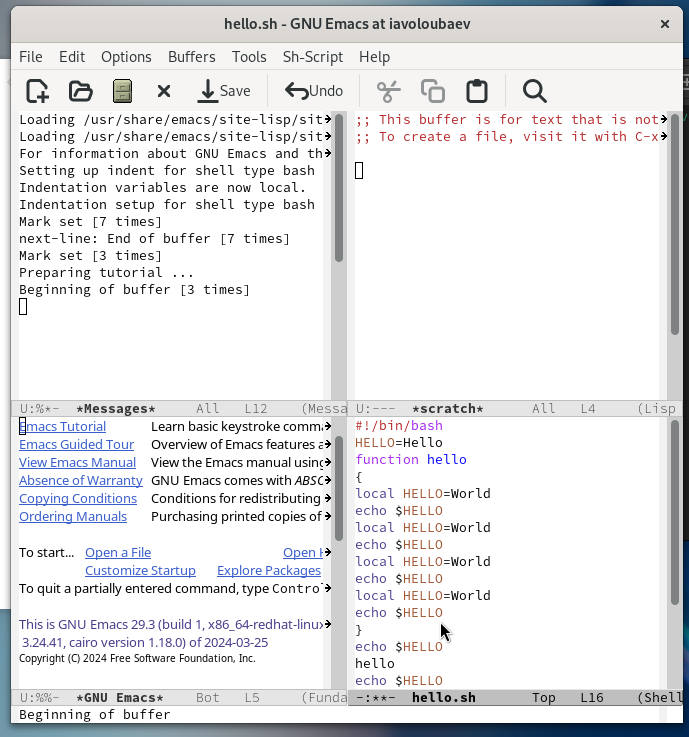 hello.sh - GNU Emacs at iavoloubaev
File Edit Options Buffers Tools Sh-Script Help
Save Undo
Loading /usr/share/emacs/site-lisp/sit
Loading /usr/share/emacs/site-lisp/sit
For information about GNU Emacs and th
Setting up indent for shell type bash
Indentation variables are now local.
Indentation setup for shell type bash
Mark set [7 times]
next-line: End of buffer [7 times]
Mark set [3 times]
Preparing tutorial ...
Beginning of buffer [3 times]
U:%*- *Messages* All L12 (Messa
;; This buffer is for text that is not
;; To create a file, visit it with C-x
U:--- *scratch* All L4 (Lisp
Emacs Tutorial Learn basic keystroke comma
Emacs Guided Tour Overview of Emacs features a
View Emacs Manual View the Emacs manual using
Absence of Warranty GNU Emacs comes with ABSO
Copying Conditions Conditions for redistributing
Ordering Manuals Purchasing printed copies of
To start... Open a File Open H
Customize Startup Explore Packages
To quit a partially entered command, type Control
This is GNU Emacs 29.3 (build 1, x86_64-redhat-linux
3.24.41, cairo version 1.18.0) of 2024-03-25
Copyright (C) 2024 Free Software Foundation, Inc.
U:%%- *GNU Emacs* Bot L5 (Funda
#!/bin/bash
HELLO=Hello
function hello
{
local HELLO=World
echo $HELLO
local HELLO=World
echo $HELLO
local HELLO=World
echo $HELLO
local HELLO=World
echo $HELLO
}
echo $HELLO
hello
echo $HELLO
-:**- hello.sh Top L16 (Shell
Beginning of buffer